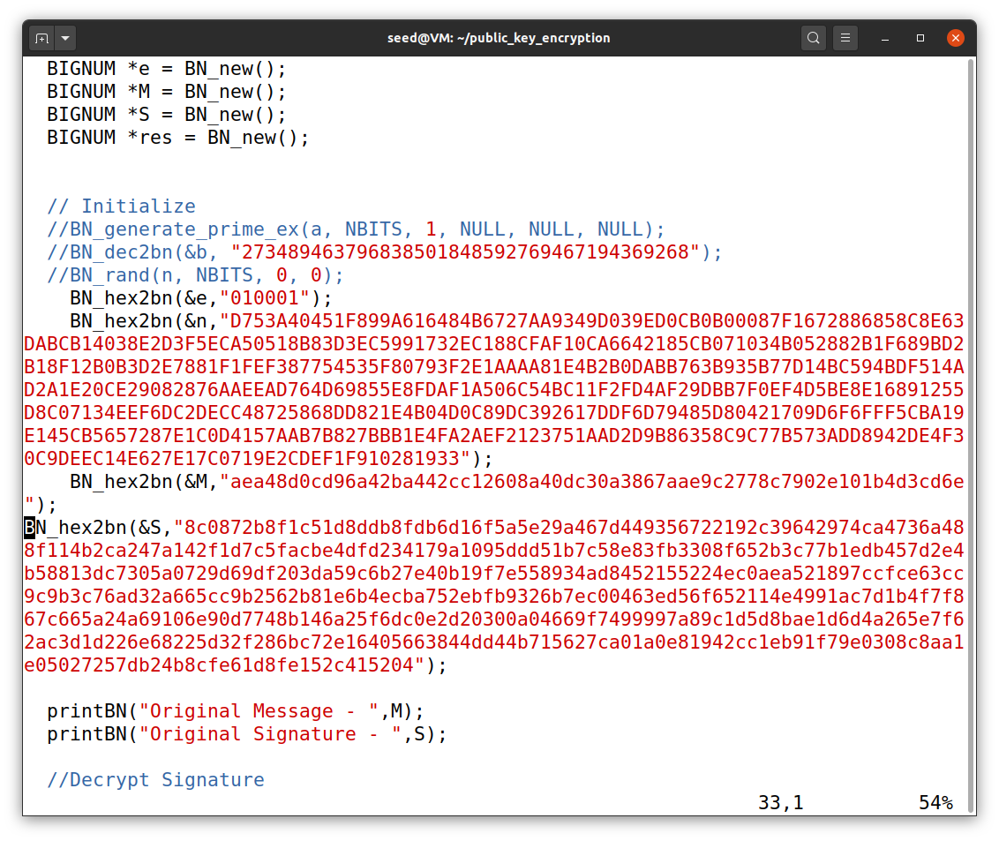 seed@VM: ~/public_key_encryption
BIGNUM *e = BN_new();
BIGNUM *M = BN_new();
BIGNUM *S = BN_new();
BIGNUM *res = BN_new();
// Initialize
//BN_generate_prime_ex(a, NBITS, 1, NULL, NULL, NULL);
//BN_dec2bn(&b, "273489463796838501848592769467194369268");
//BN_rand(n, NBITS, 0, 0);
BN_hex2bn(&e,"010001");
BN_hex2bn(&n,"D753A40451F899A616484B6727AA9349D039ED0CB0B00087F1672886858C8E63
DABCB14038E2D3F5ECA50518B83D3EC5991732EC188CFAF10CA6642185CB071034B052882B1F689BD2
B18F12B0B3D2E7881F1FEF387754535F80793F2E1AAAA81E4B2B0DABB763B935B77D14BC594BDF514A
D2A1E20CE29082876AAEEAD764D69855E8FDAF1A506C54BC11F2FD4AF29DBB7F0EF4D5BE8E16891255
D8C07134EEF6DC2DECC48725868DD821E4B04D0C89DC392617DDF6D79485D80421709D6F6FFF5CBA19
E145CB5657287E1C0D4157AAB7B827BBB1E4FA2AEF2123751AAD2D9B86358C9C77B573ADD8942DE4F3
0C9DEEC14E627E17C0719E2CDEF1F910281933");
BN_hex2bn(&M,"aea48d0cd96a42ba442cc12608a40dc30a3867aae9c2778c7902e101b4d3cd6e
");
BN_hex2bn(&S,"8c0872b8f1c51d8ddb8fdb6d16f5a5e29a467d449356722192c39642974ca4736a48
8f114b2ca247a142f1d7c5facbe4dfd234179a1095ddd51b7c58e83fb3308f652b3c77b1edb457d2e4
b58813dc7305a0729d69df203da59c6b27e40b19f7e558934ad8452155224ec0aea521897ccfce63cc
9c9b3c76ad32a665cc9b2562b81e6b4ecba752ebfb9326b7ec00463ed56f652114e4991ac7d1b4f7f8
67c665a24a69106e90d7748b146a25f6dc0e2d20300a04669f7499997a89c1d5d8bae1d6d4a265e7f6
2ac3d1d226e68225d32f286bc72e16405663844dd44b715627ca01a0e81942cc1eb91f79e0308c8aa1
e05027257db24b8cfe61d8fe152c415204");
printBN("Original Message - ",M);
printBN("Original Signature - ",S);
//Decrypt Signature
33,1 54%